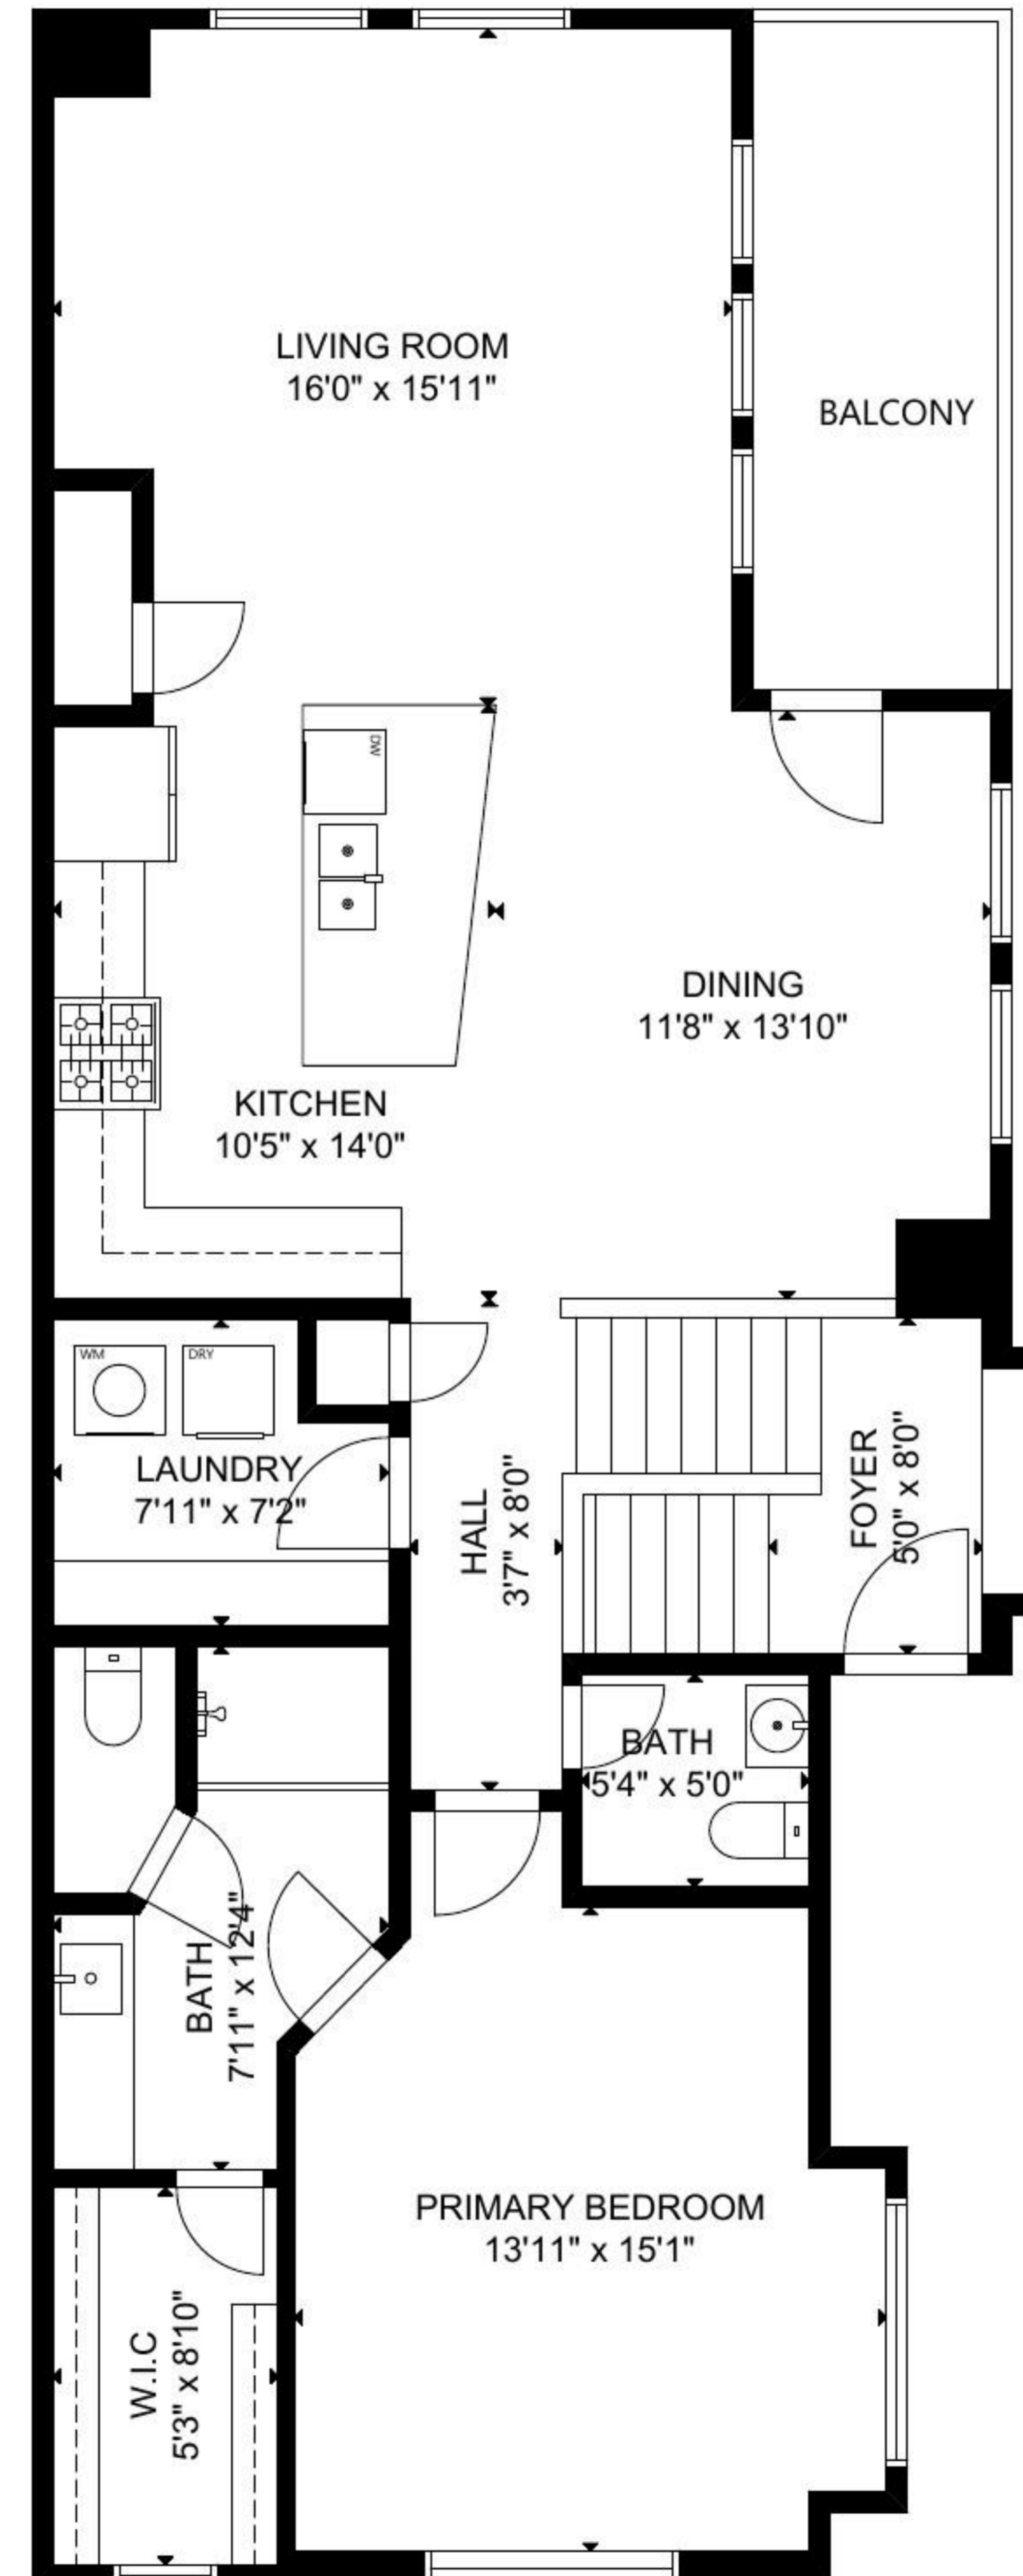 LIVING ROOM
16'0" x 15'11"
BALCONY
DW
DINING
11'8" x 13'10"
KITCHEN
10'5" x 14'0"
WM
DRY
LAUNDRY
7'11" x 7'2"
HALL
3'7" x 8'0"
FOYER
5'0" x 8'0"
BATH
5'4" x 5'0"
BATH
7'11" x 12'4"
PRIMARY BEDROOM
13'11" x 15'1"
W.I.C
5'3" x 8'10"